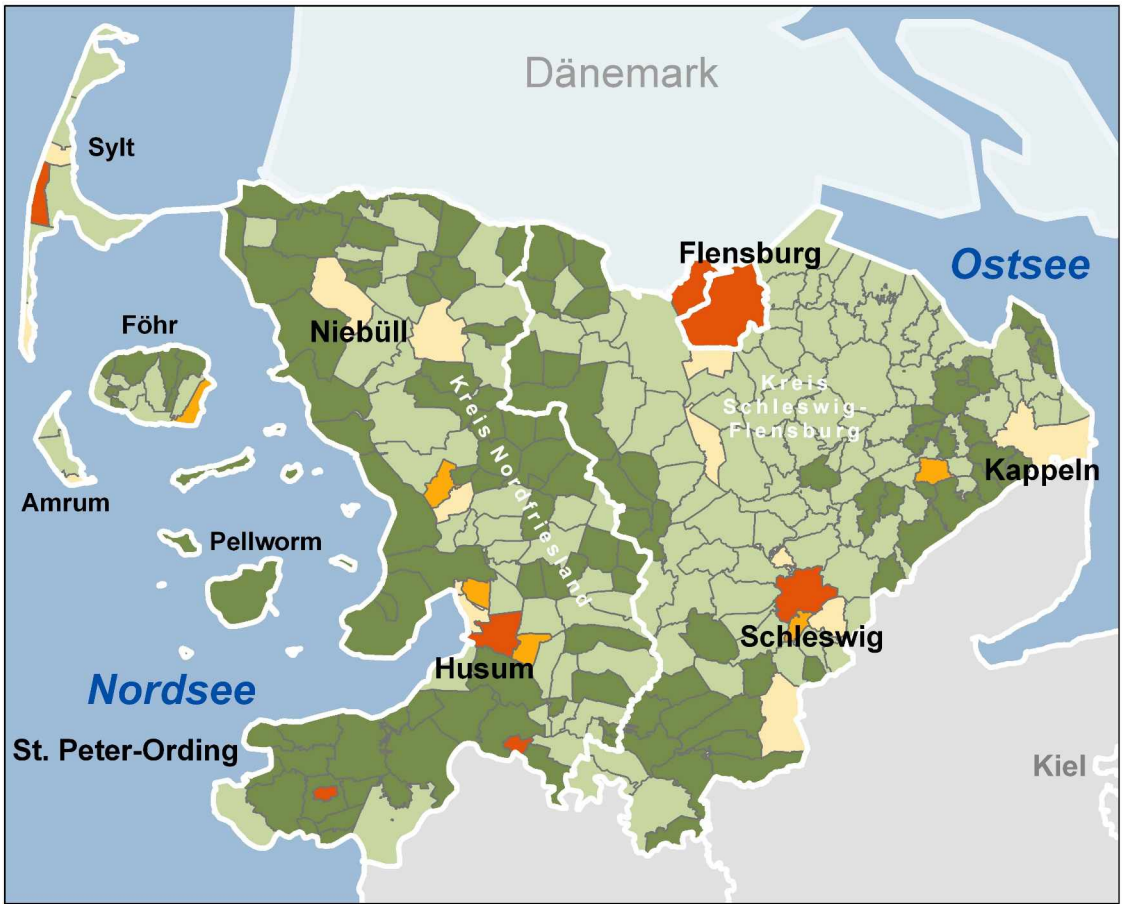 Dänemark
Sylt
Flensburg
Ostsee
Föhr
Niebüll
Kreis
Schleswig-
Flensburg
Kreis Nordfriesland
Kappeln
Amrum
Pellworm
Schleswig
Husum
Nordsee
St. Peter-Ording
Kiel